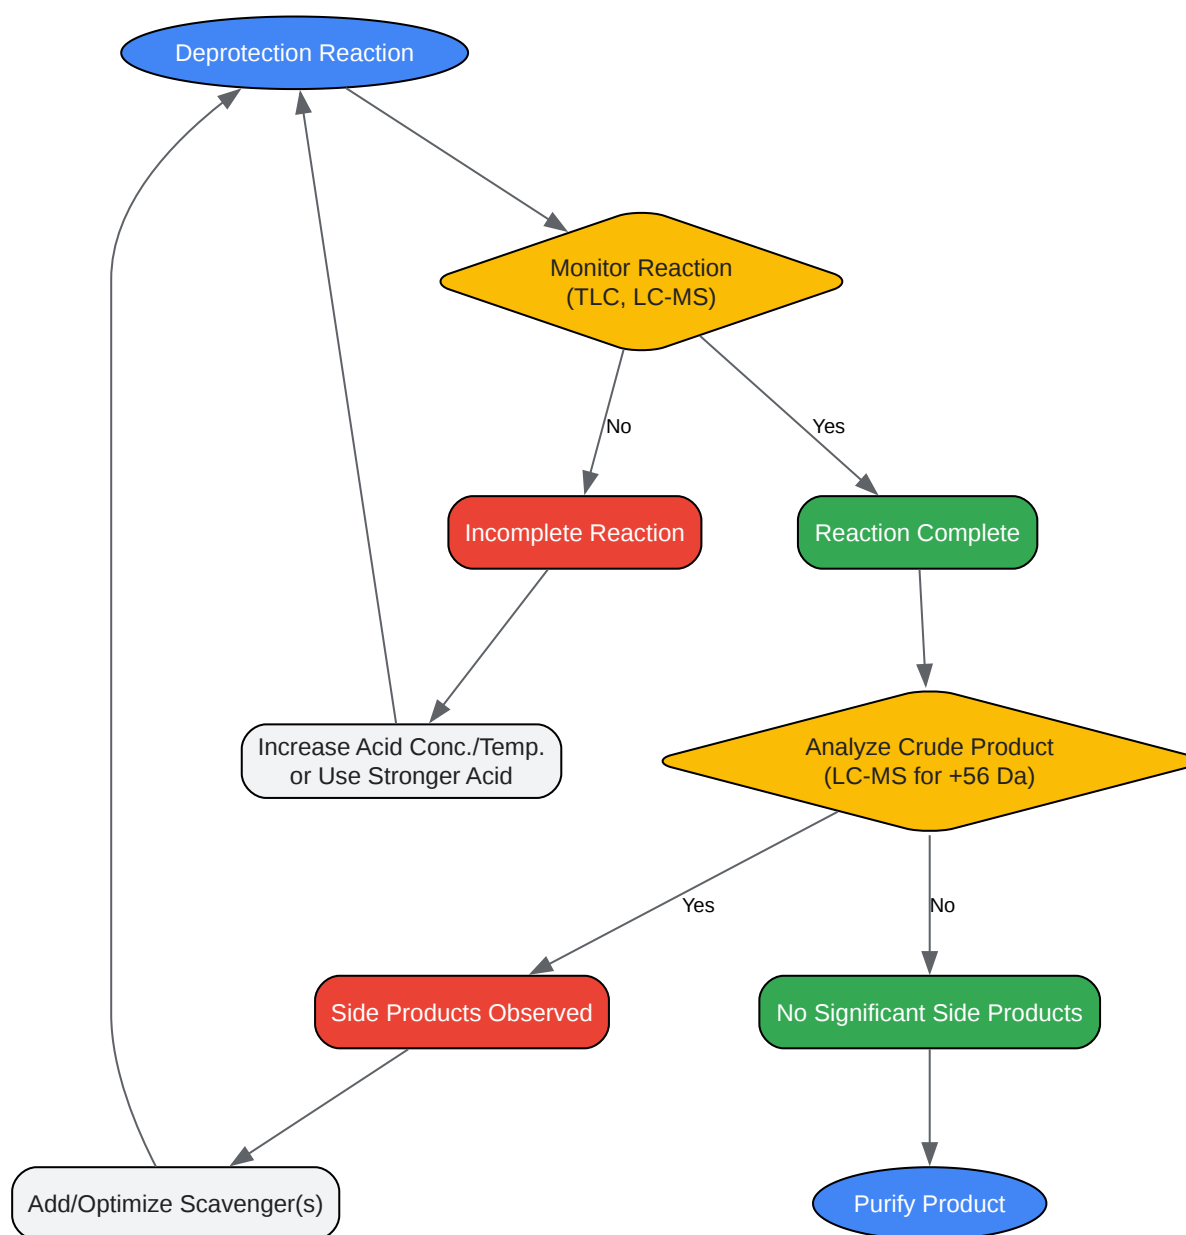 Deprotection Reaction
Monitor Reaction
(TLC, LC-MS)
No
Yes
Incomplete Reaction
Reaction Complete
Increase Acid Conc./Temp.
or Use Stronger Acid
Analyze Crude Product
(LC-MS for +56 Da)
Yes
No
Side Products Observed
No Significant Side Products
Add/Optimize Scavenger(s)
Purify Product